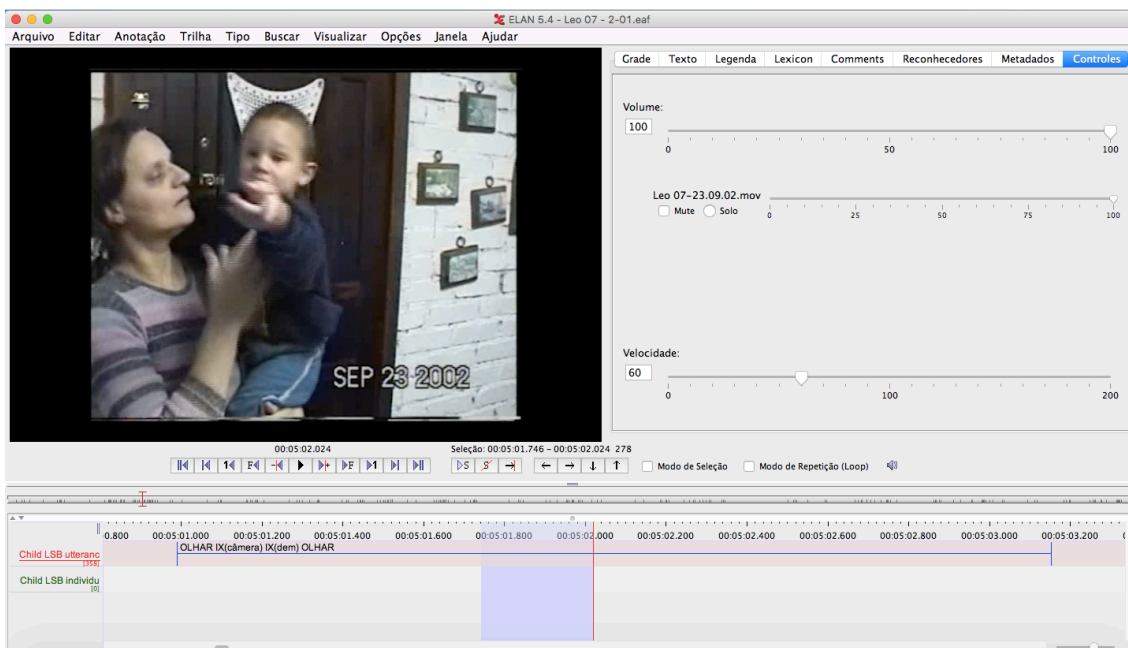 ELAN 5.4 - Leo 07 - 2-01.eaf
Arquivo Editar Anotação Trilha Tipo Buscar Visualizar Opções Janela Ajudar
Grade Texto Legenda Lexicon Comments Reconhecedores Metadados Controles
Volume:
100
0 50 100
Leo 07-23.09.02.mov
Mute Solo
0 25 50 75 100
SEP 23 2002
Velocidade:
60
0 100 200
00:05:02.024
Seleção: 00:05:01.746 - 00:05:02.024 278
1 F F 1 S S
Modo de Seleção Modo de Repetição (Loop)
0.800 00:05:01.000 00:05:01.200 00:05:01.400 00:05:01.600 00:05:01.800 00:05:02.000 00:05:02.200 00:05:02.400 00:05:02.600 00:05:02.800 00:05:03.000 00:05:03.200
OLHAR IX(câmera) IX(dem) OLHAR
Child LSB utteranc
[358]
Child LSB individu
[0]